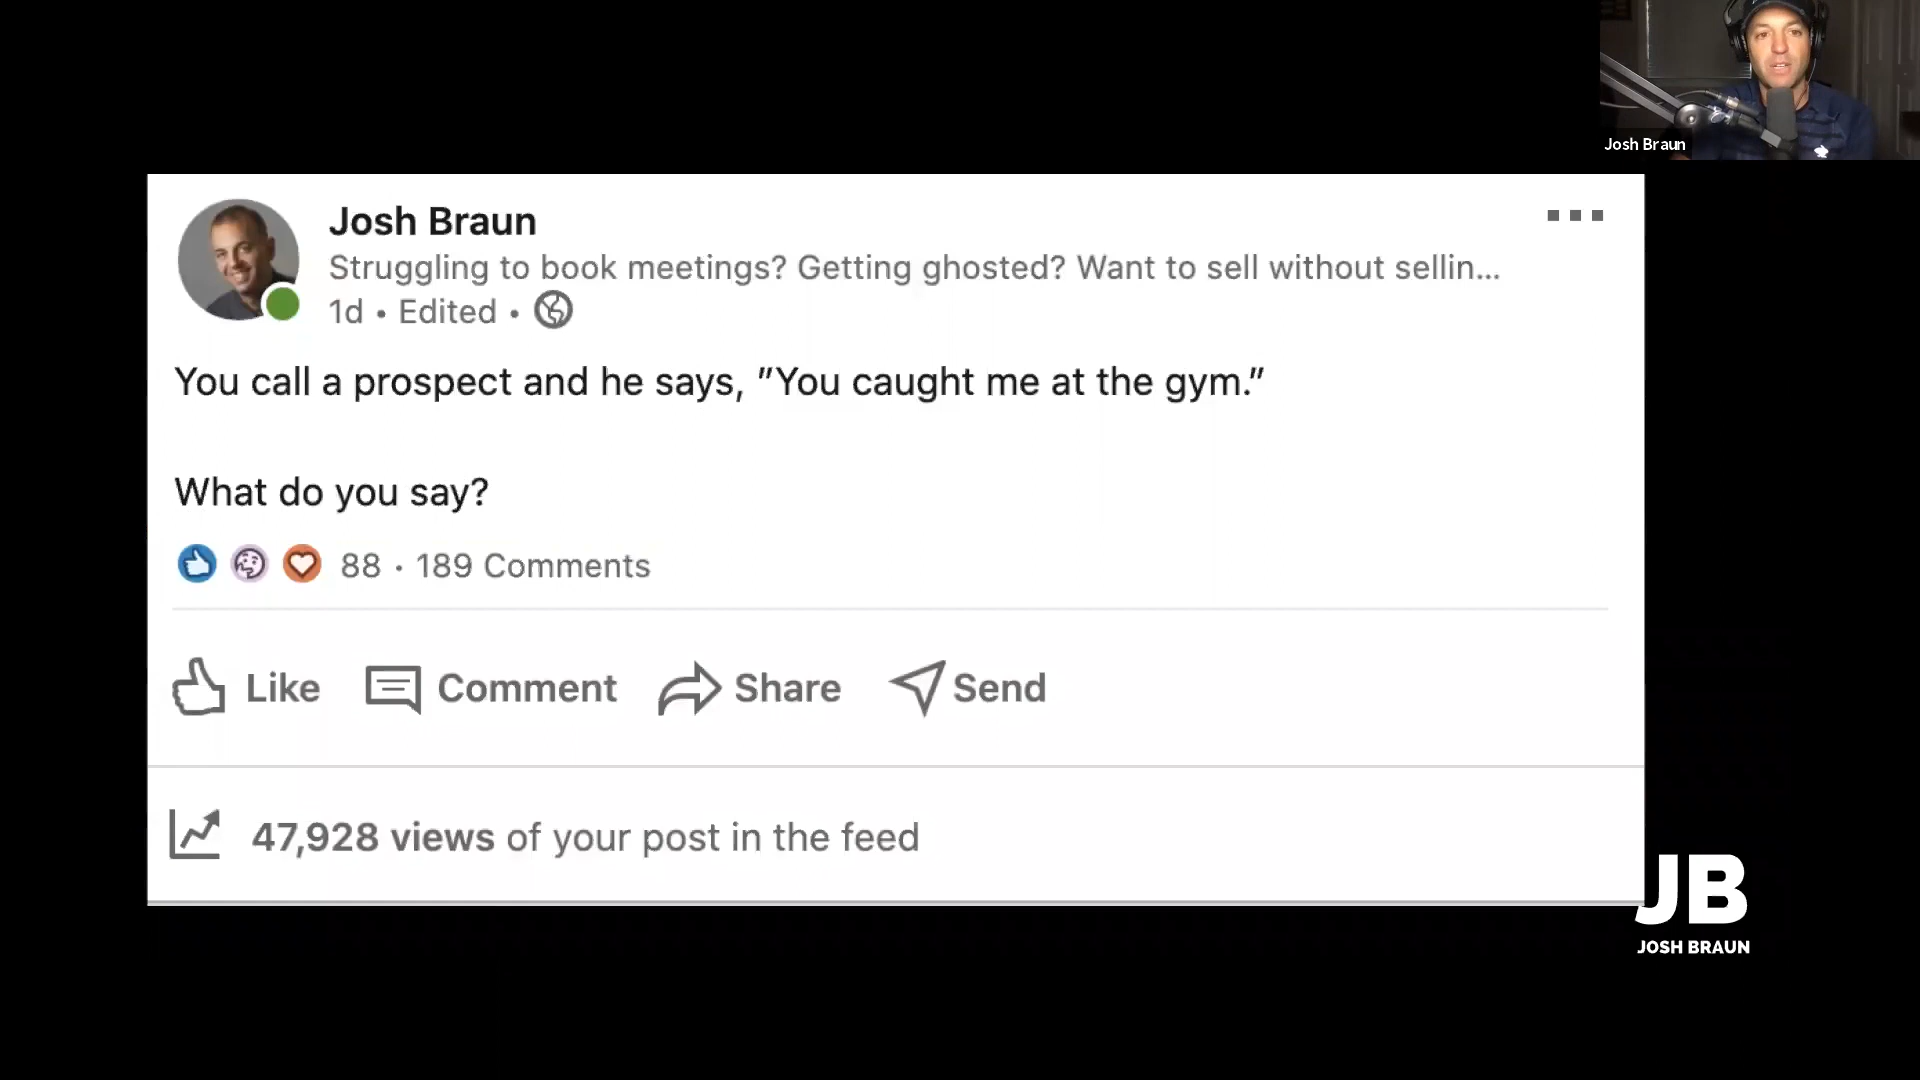 Josh Braun
Josh Braun
Struggling to book meetings? Getting ghosted? Want to sell without sellin...
1d • Edited •
You call a prospect and he says, "You caught me at the gym."
What do you say?
88 · 189 Comments
Like Comment Share Send
47,928 views of your post in the feed
JB
JOSH BRAUN